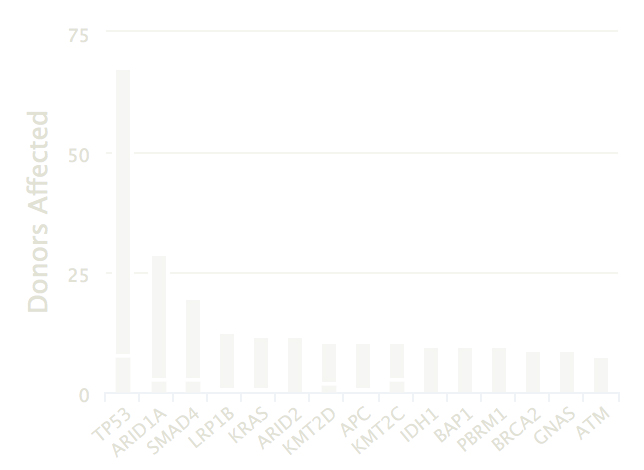 Donors Affected
75
50
25
0
TP53
ARID1A
SMAD4
LRP1B
KRAS
ARID2
KMT2D
APC
KMT2C
IDH1
BAP1
PBRM1
BRCA2
GNAS
ATM